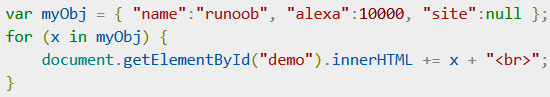 var myObj = { "name":"runoob", "alexa":10000, "site":null };
for (x in myObj) {
    document.getElementById("demo").innerHTML += x + "<br>";
}